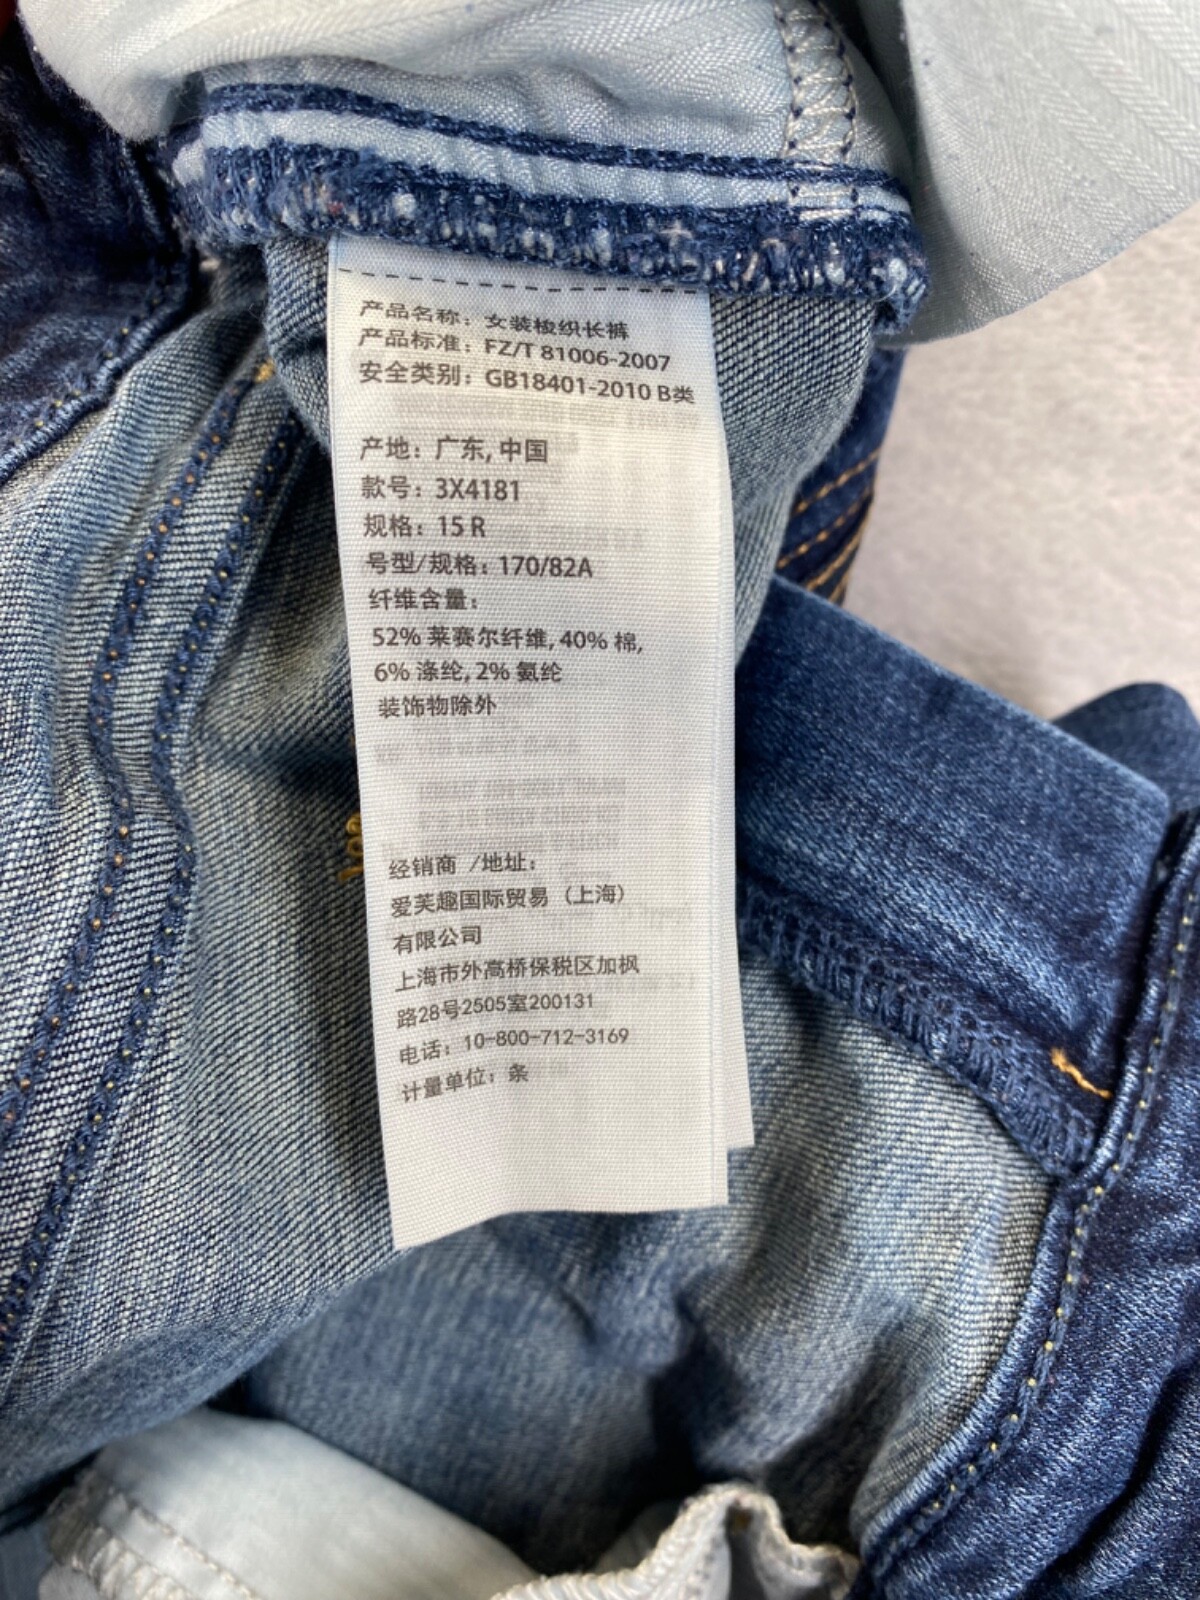 产品名称：女装梭织长裤
产品标准：FZ/T 81006-2007
安全类别：GB18401-2010 B类
产地：广东, 中国
款号：3X4181
规格：15 R
号型/规格：170/82A
纤维含量：
52% 莱赛尔纤维, 40% 棉,
6% 涤纶, 2% 氨纶
装饰物除外
经销商 /地址：
爱芙趣国际贸易（上海）
有限公司
上海市外高桥保税区加枫
路28号2505室200131
电话：10-800-712-3169
计量单位：条